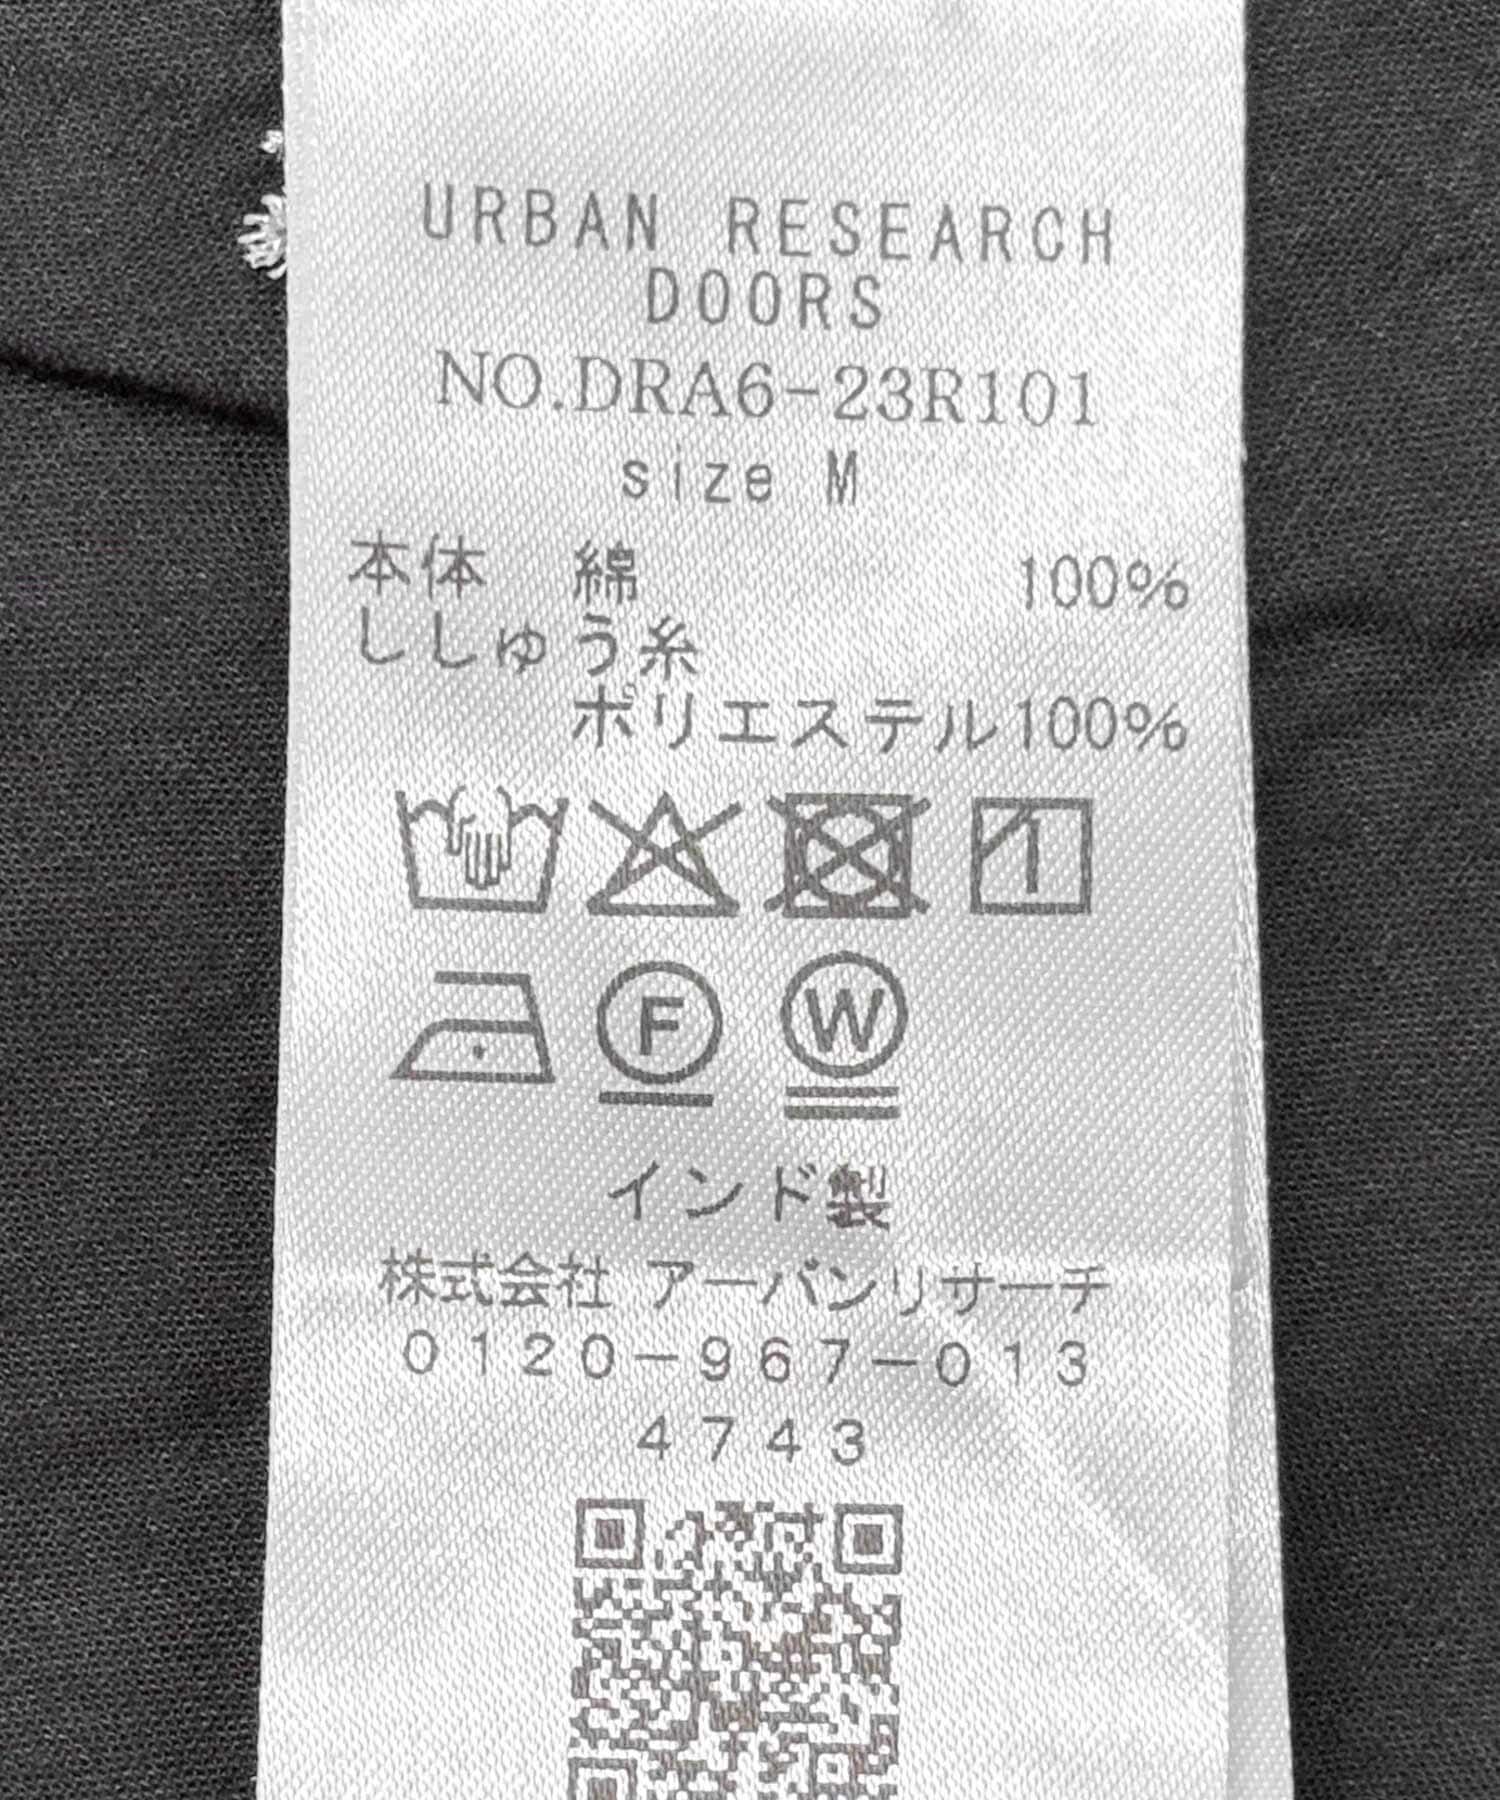 URBAN RESEARCH
DOORS
NO.DRA6-23R101
size M
本体 綿 100%
ししゅう糸
ポリエステル100%
F W
インド製
株式会社 アーバンリサーチ
0120-967-013
4743